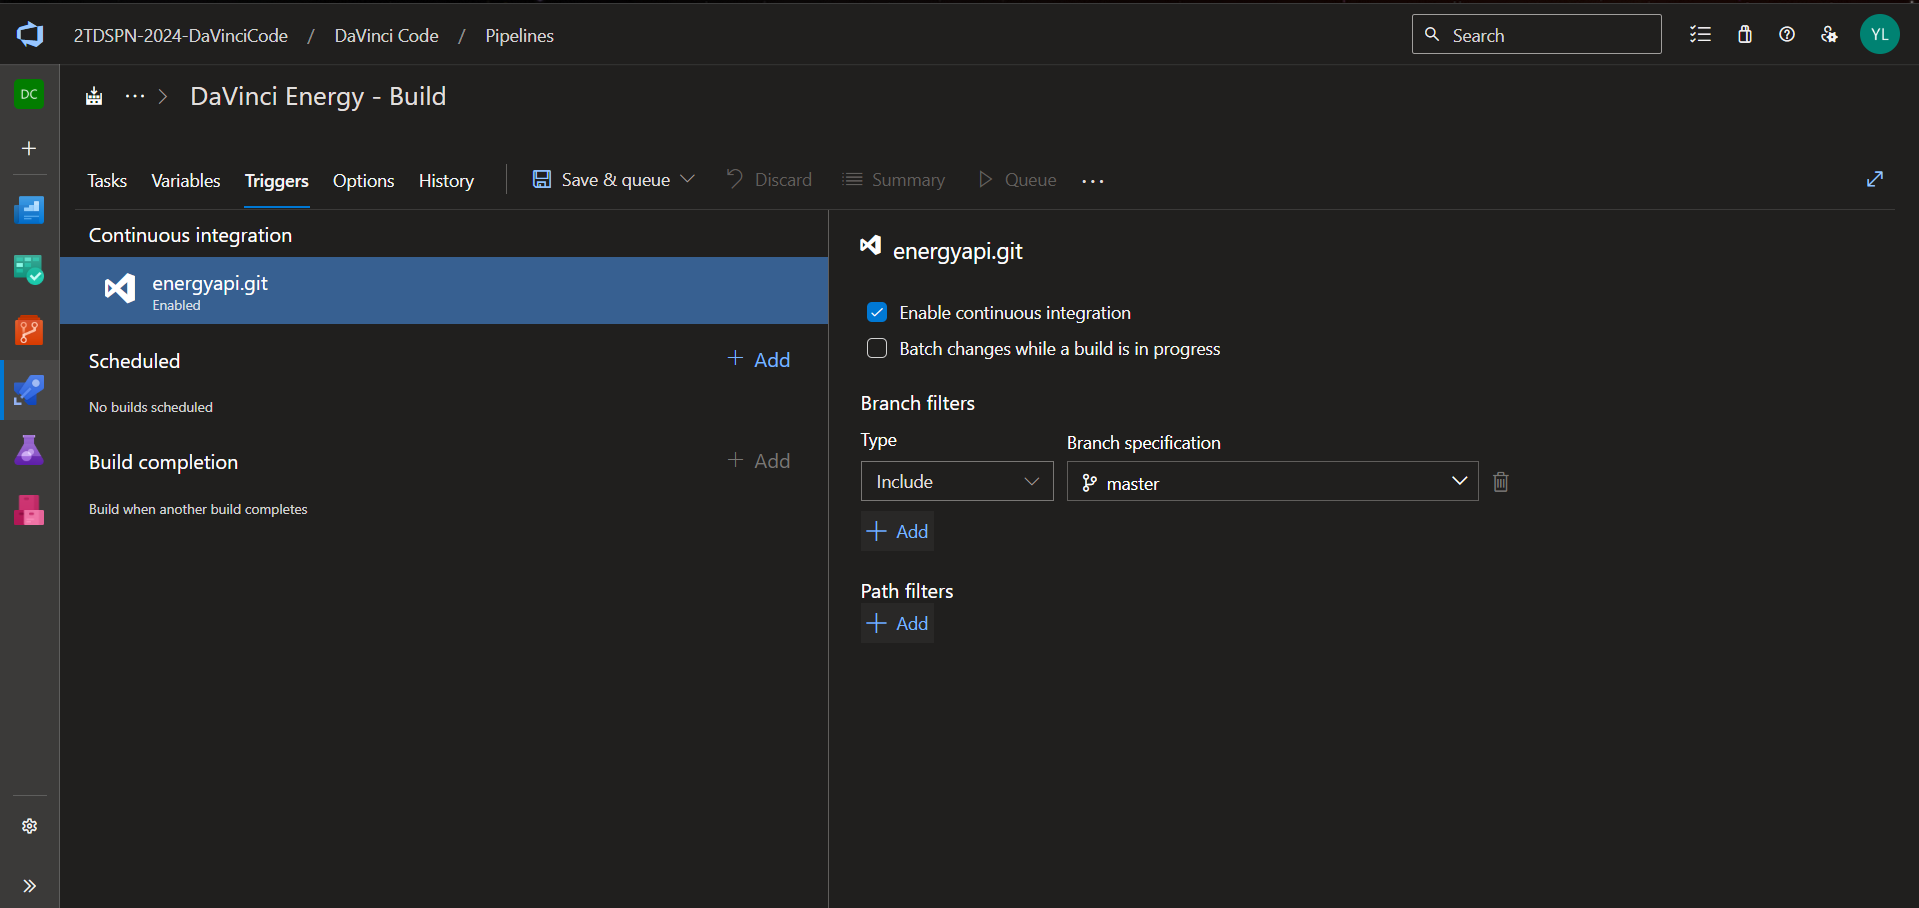 2TDSPN-2024-DaVinciCode / DaVinci Code / Pipelines
Search
YL
DC
DaVinci Energy - Build
Tasks Variables Triggers Options History Save & queue Discard Summary Queue
Continuous integration
energyapi.git
Enabled
Scheduled
Add
No builds scheduled
Build completion
Add
Build when another build completes
energyapi.git
Enable continuous integration
Batch changes while a build is in progress
Branch filters
Type Branch specification
Include master
Add
Path filters
Add